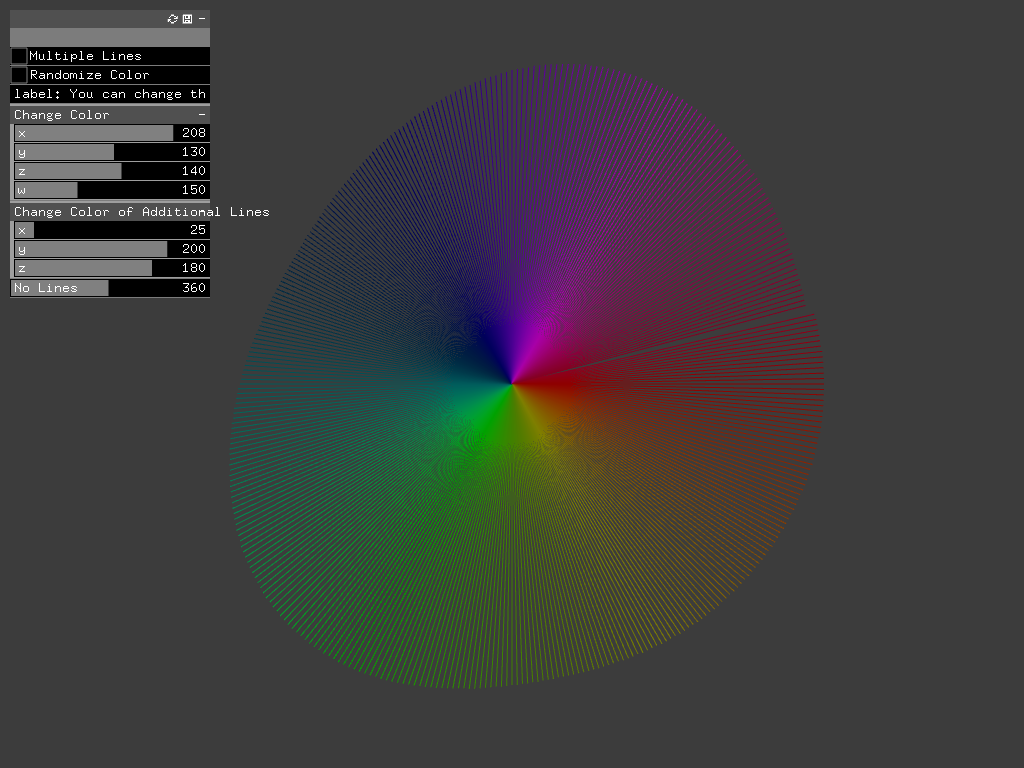 Multiple Lines
Randomize Color
label: You can change th
Change Color
x 208
y 130
z 140
w 150
Change Color of Additional Lines
x 25
y 200
z 180
No Lines 360